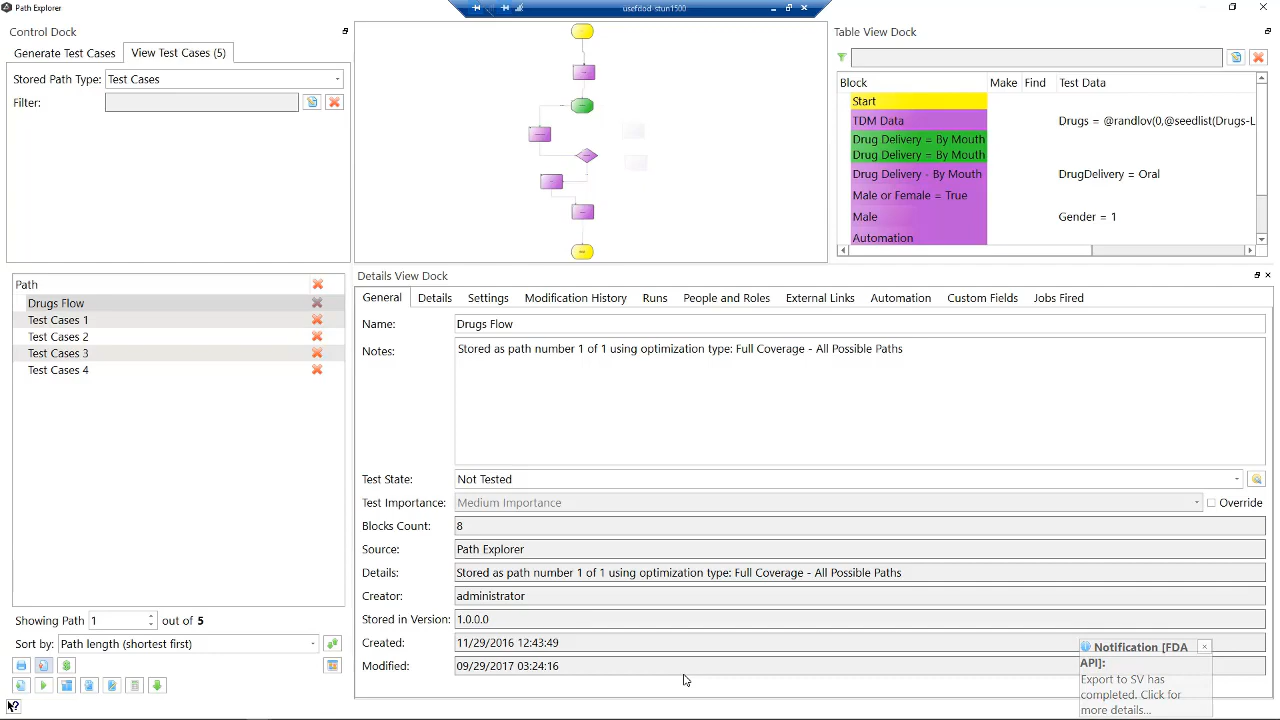 Path Explorer
usefdod-stun1500
Control Dock
Generate Test Cases
View Test Cases (5)
Stored Path Type:
Test Cases
Filter:
Path
Drugs Flow
Test Cases 1
Test Cases 2
Test Cases 3
Test Cases 4
Showing Path
1
out of 5
Sort by:
Path length (shortest first)
Table View Dock
Block Make Find Test Data
Start
TDM Data Drugs = @randlov(0,@seedlist(Drugs-L
Drug Delivery = By Mouth
Drug Delivery = By Mouth
Drug Delivery - By Mouth DrugDelivery = Oral
Male or Female = True
Male Gender = 1
Automation
Details View Dock
General Details Settings Modification History Runs People and Roles External Links Automation Custom Fields Jobs Fired
Name: Drugs Flow
Notes: Stored as path number 1 of 1 using optimization type: Full Coverage - All Possible Paths
Test State: Not Tested
Test Importance: Medium Importance Override
Blocks Count: 8
Source: Path Explorer
Details: Stored as path number 1 of 1 using optimization type: Full Coverage - All Possible Paths
Creator: administrator
Stored in Version: 1.0.0.0
Created: 11/29/2016 12:43:49
Modified: 09/29/2017 03:24:16
Notification [FDA
API]:
Export to SV has
completed. Click for
more details...